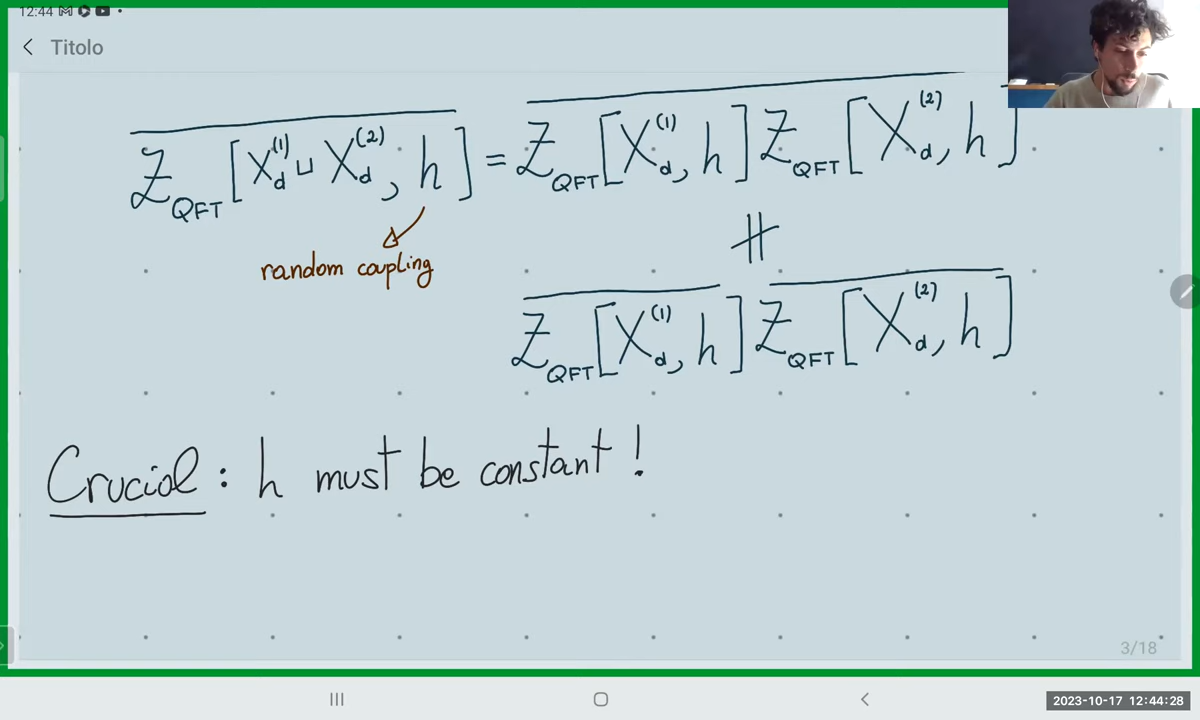 12:44
Titolo
Z_QFT [X_d^(1) ⊔ X_d^(2), h] = Z_QFT [X_d^(1), h] Z_QFT [X_d^(2), h]
random coupling
≠
Z_QFT [X_d^(1), h] Z_QFT [X_d^(2), h]
Crucial : h must be constant !
3/18
2023-10-17 12:44:28